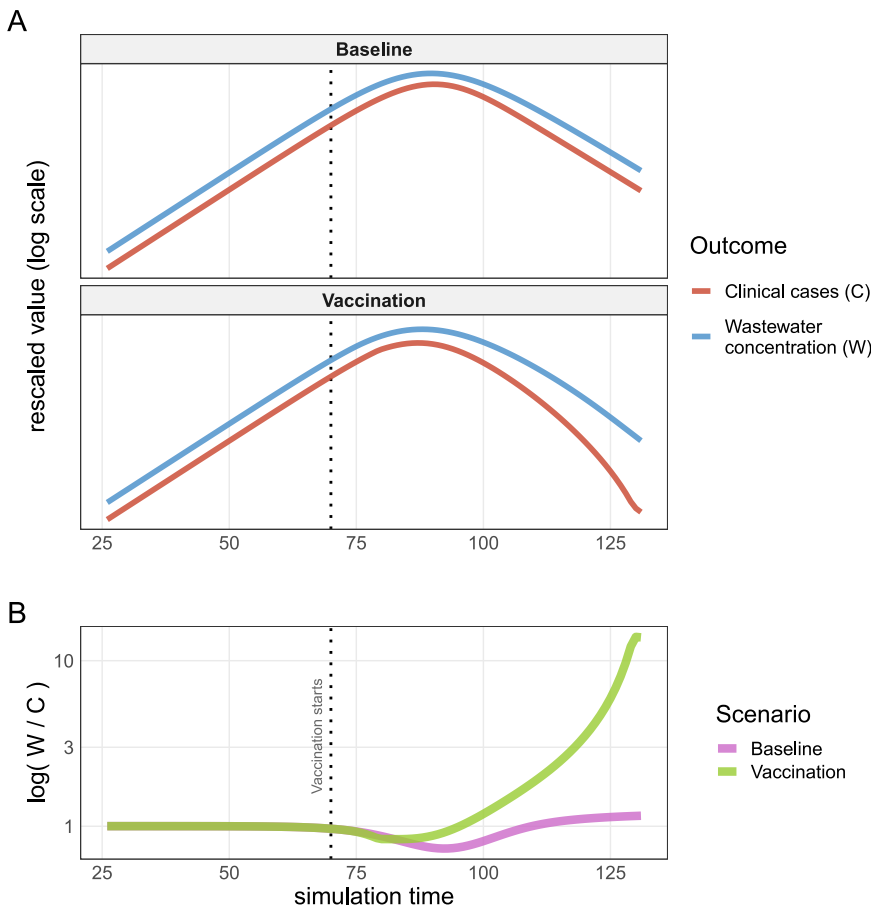 A
Baseline
rescaled value (log scale)
Vaccination
25 50 75 100 125
Outcome
Clinical cases (C)
Wastewater
concentration (W)
B
log( W / C )
10
3
1
Vaccination starts
25 50 75 100 125
simulation time
Scenario
Baseline
Vaccination